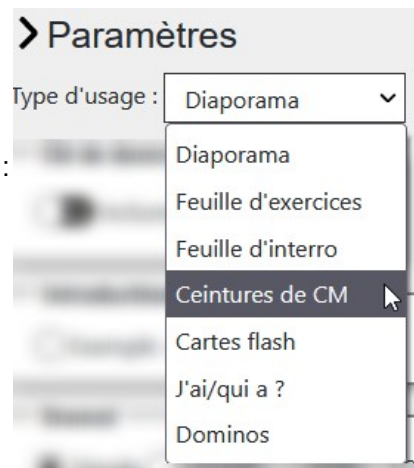 Paramètres
Type d'usage : Diaporama
:
Diaporama
Feuille d'exercices
Feuille d'interro
Ceintures de CM
Cartes flash
J'ai/qui a ?
Dominos